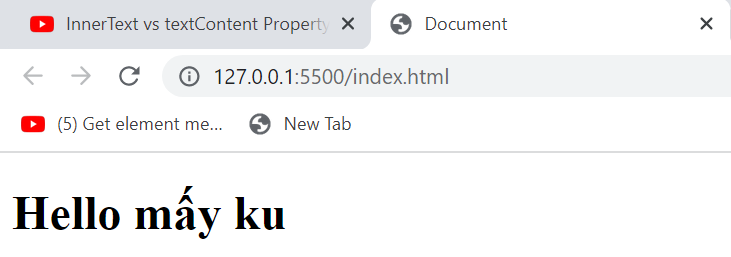 InnerText vs textContent Property
Document
127.0.0.1:5500/index.html
(5) Get element me...
New Tab
Hello mấy ku